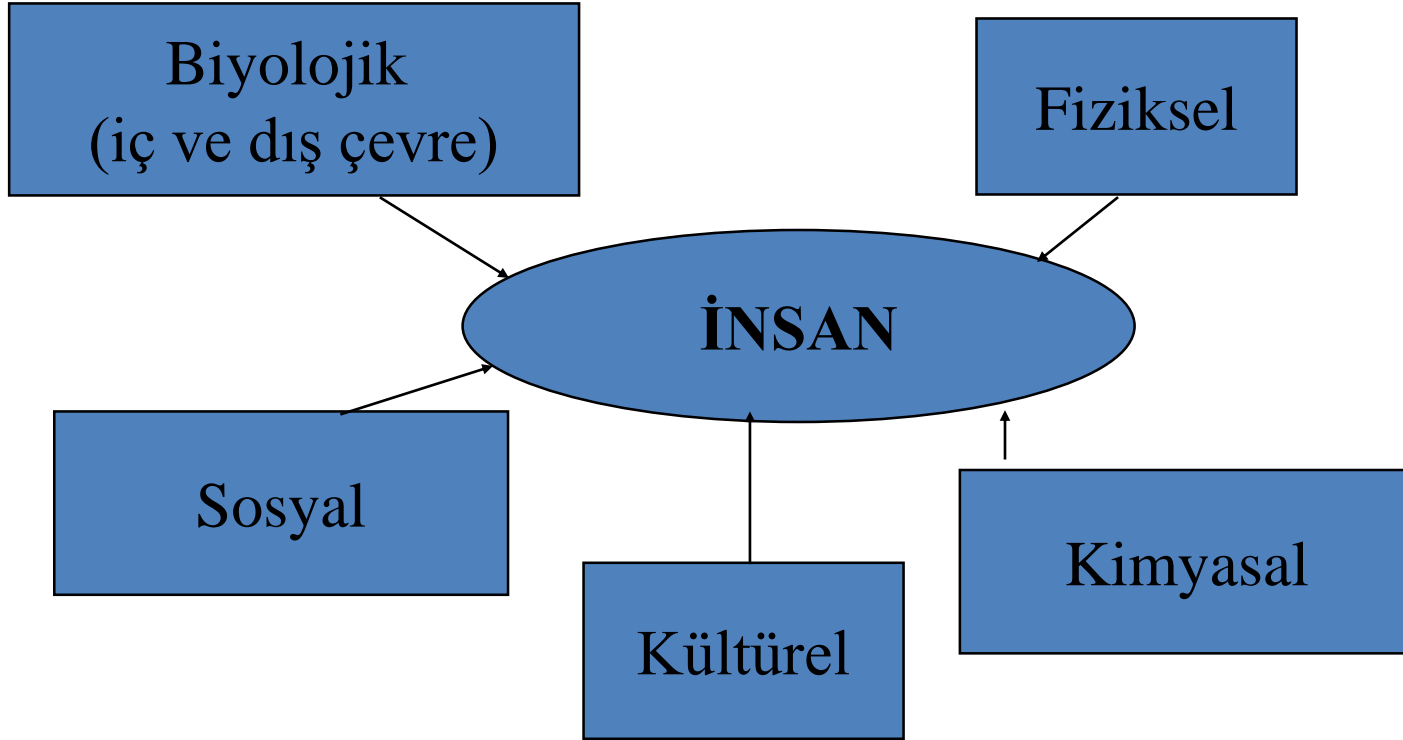 Biyolojik
(iç ve dış çevre)
Fiziksel
İNSAN
Sosyal
Kültürel
Kimyasal